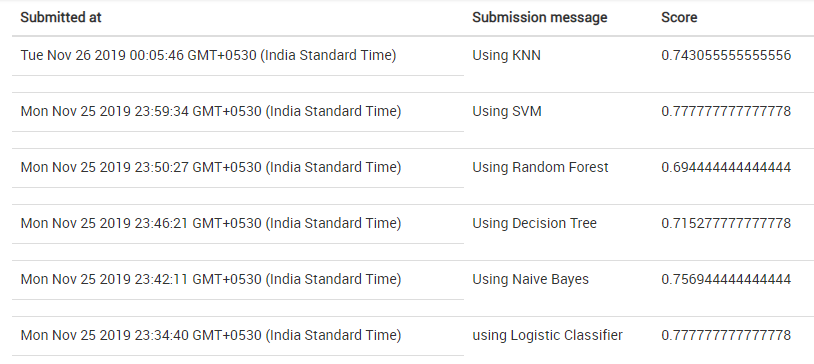 Submitted at Submission message Score
Tue Nov 26 2019 00:05:46 GMT+0530 (India Standard Time) Using KNN 0.743055555555556
Mon Nov 25 2019 23:59:34 GMT+0530 (India Standard Time) Using SVM 0.777777777777778
Mon Nov 25 2019 23:50:27 GMT+0530 (India Standard Time) Using Random Forest 0.694444444444444
Mon Nov 25 2019 23:46:21 GMT+0530 (India Standard Time) Using Decision Tree 0.715277777777778
Mon Nov 25 2019 23:42:11 GMT+0530 (India Standard Time) Using Naive Bayes 0.756944444444444
Mon Nov 25 2019 23:34:40 GMT+0530 (India Standard Time) using Logistic Classifier 0.777777777777778